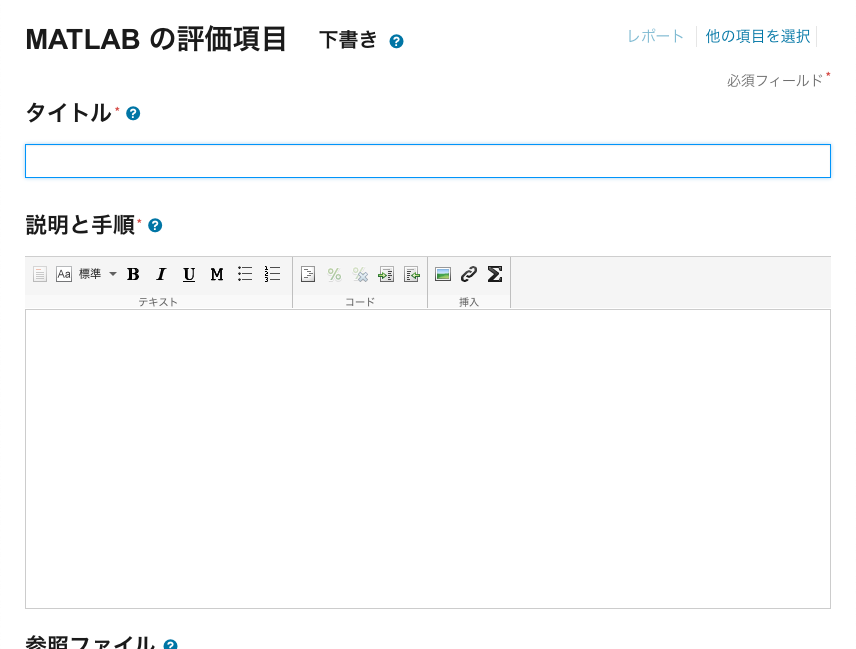 MATLAB の評価項目 下書き ? レポート 他の項目を選択
必須フィールド*
タイトル* ?
説明と手順* ?
Aa 標準 B I U M % % Σ
テキスト コード 挿入
参照ファイル ?